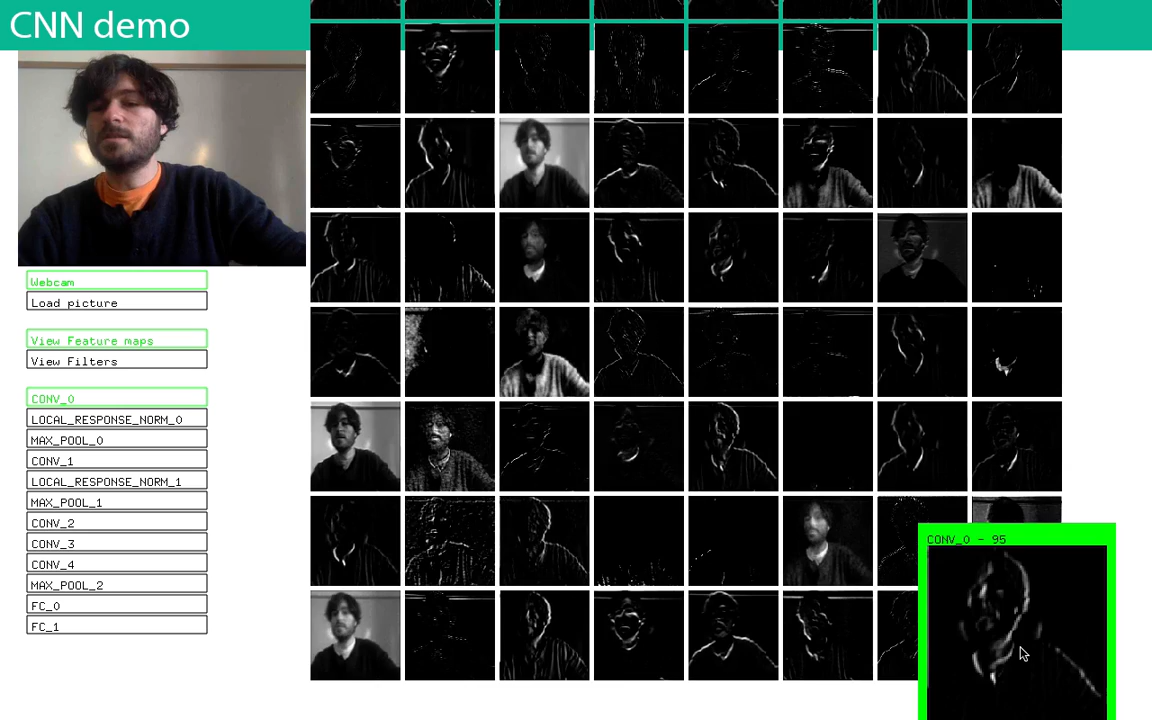 CNN demo
Webcam
Load picture
View Feature maps
View Filters
CONV_0
LOCAL_RESPONSE_NORM_0
MAX_POOL_0
CONV_1
LOCAL_RESPONSE_NORM_1
MAX_POOL_1
CONV_2
CONV_3
CONV_4
MAX_POOL_2
FC_0
FC_1
CONV_0 - 95